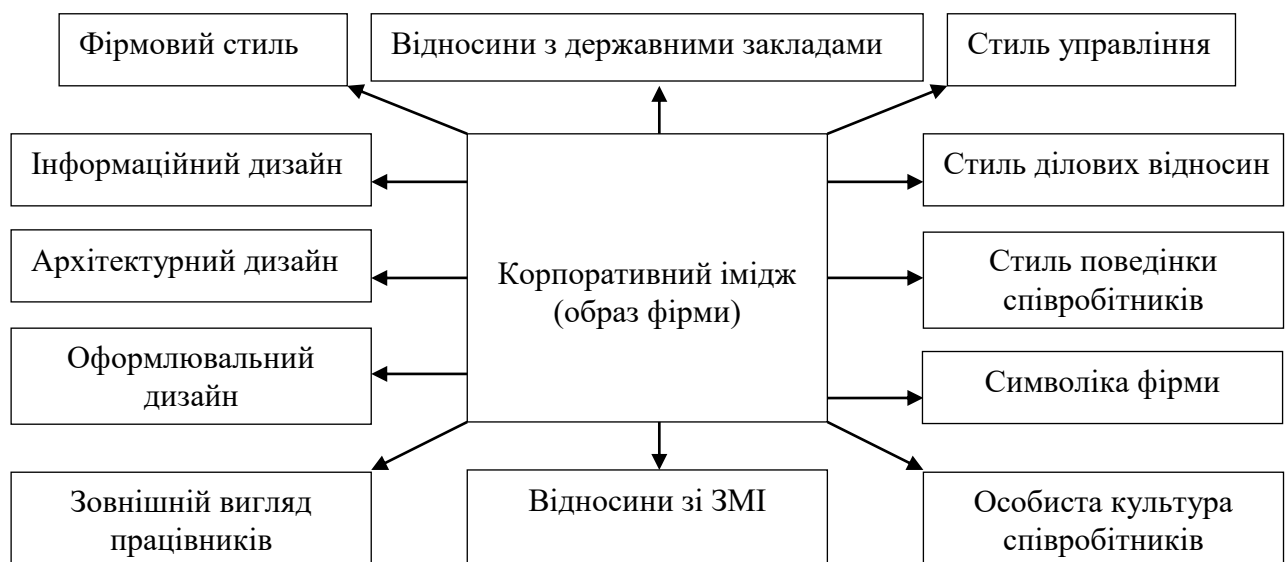 Фірмовий стиль
Відносини з державними закладами
Стиль управління
Інформаційний дизайн
Стиль ділових відносин
Архітектурний дизайн
Корпоративний імідж
(образ фірми)
Стиль поведінки
співробітників
Оформлювальний
дизайн
Символіка фірми
Зовнішній вигляд
працівників
Відносини зі ЗМІ
Особиста культура
співробітників